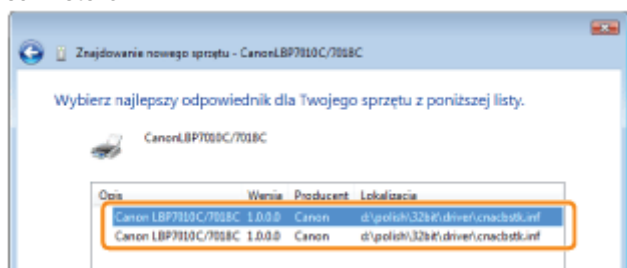 Znajdowanie nowego sprzętu - CanonLBP7010C/7018C
Wybierz najlepszy odpowiednik dla Twojego sprzętu z poniższej listy.
CanonLBP7010C/7018C
Opis Wersja Producent Lokalizacja
Canon LBP7010C/7018C 1.0.0.0 Canon d:\polish\32bit\driver\cnacbstk.inf
Canon LBP7010C/7018C 1.0.0.0 Canon d:\polish\32bit\driver\cnacbstk.inf